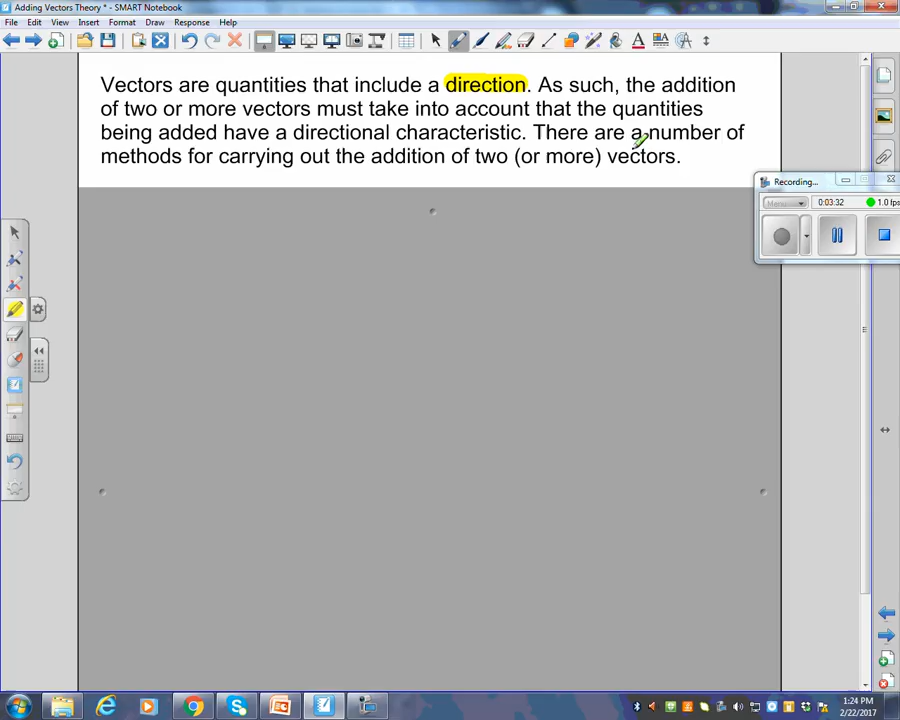 Adding Vectors Theory * - SMART Notebook
File Edit View Insert Format Draw Response Help
Vectors are quantities that include a direction. As such, the addition
of two or more vectors must take into account that the quantities
being added have a directional characteristic. There are a number of
methods for carrying out the addition of two (or more) vectors.
Recording...
Menu 0:03:32 1.0 fps
1:24 PM
2/22/2017